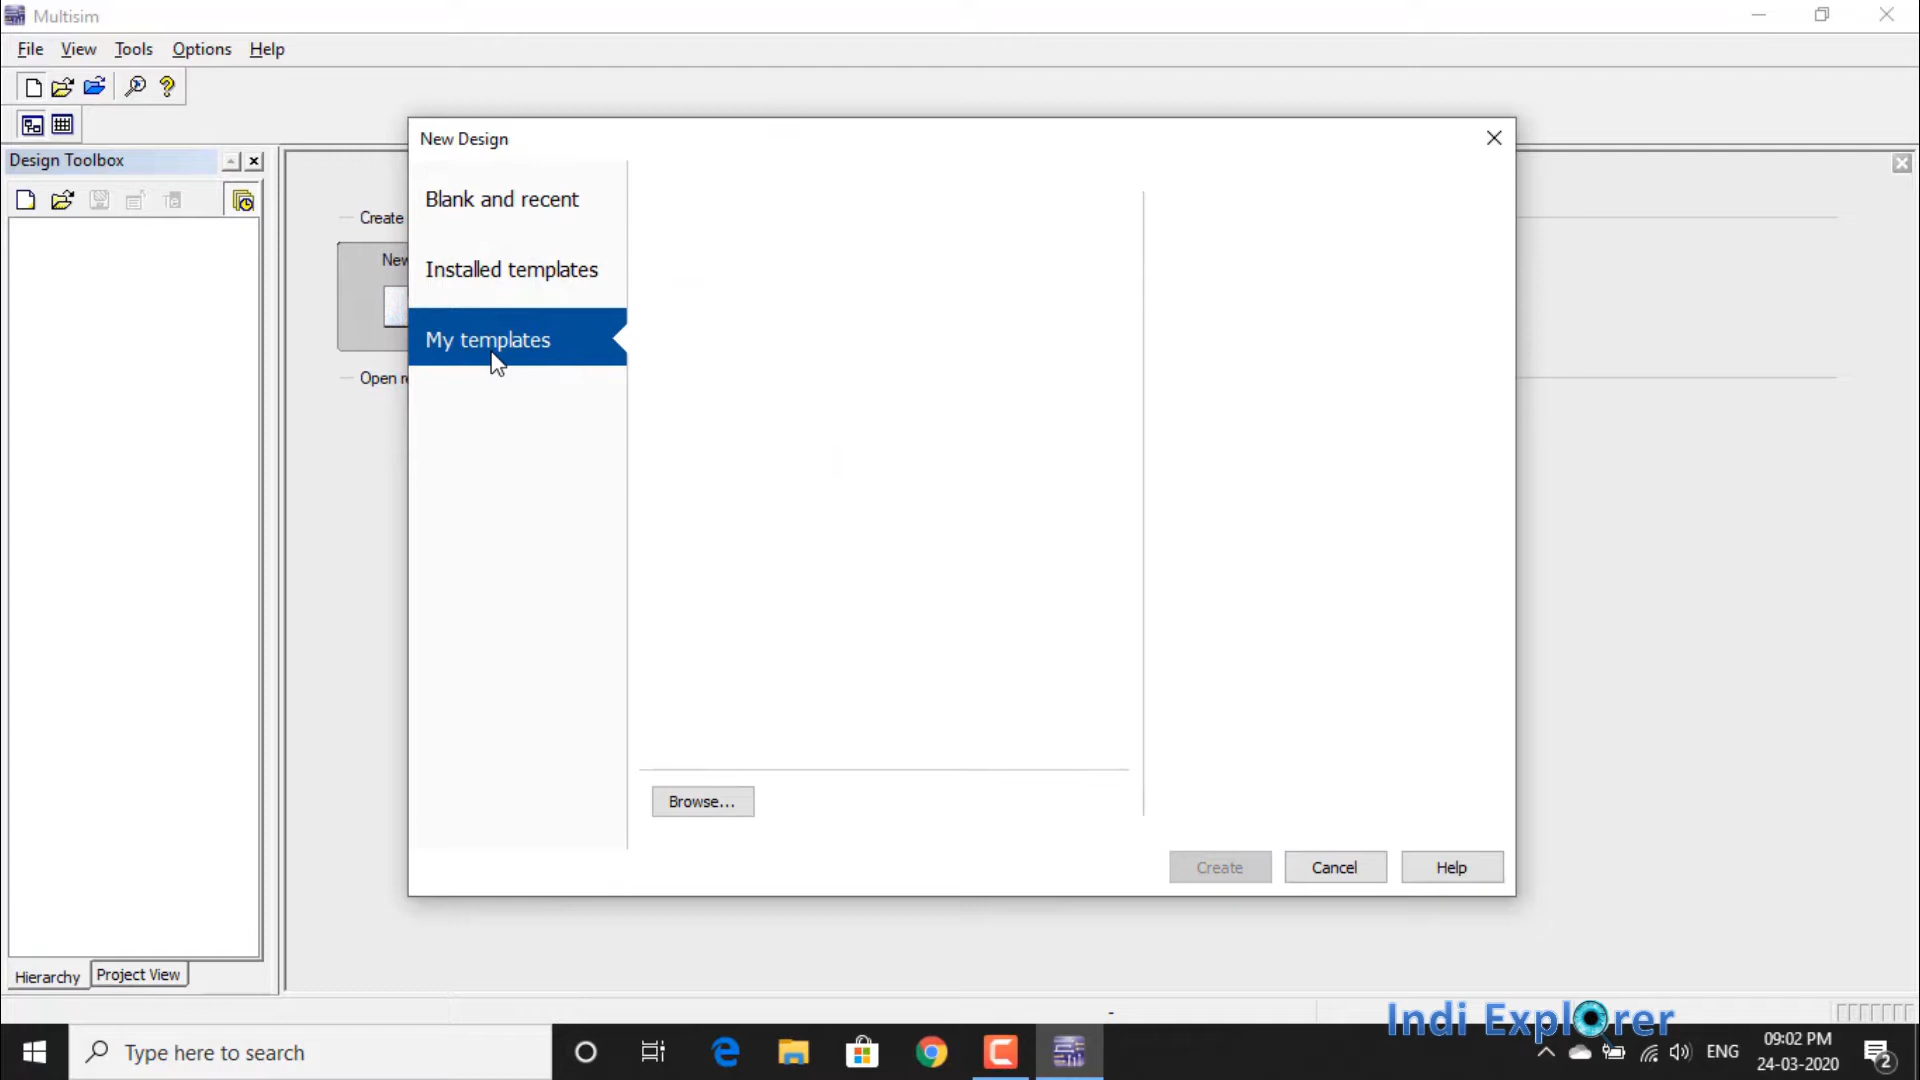 Multisim
File View Tools Options Help
Design Toolbox
New Design
Blank and recent
Installed templates
My templates
Create
New
Open r
Browse...
Create Cancel Help
Hierarchy Project View
-
Indi Explorer
Type here to search
ENG
09:02 PM
24-03-2020
2